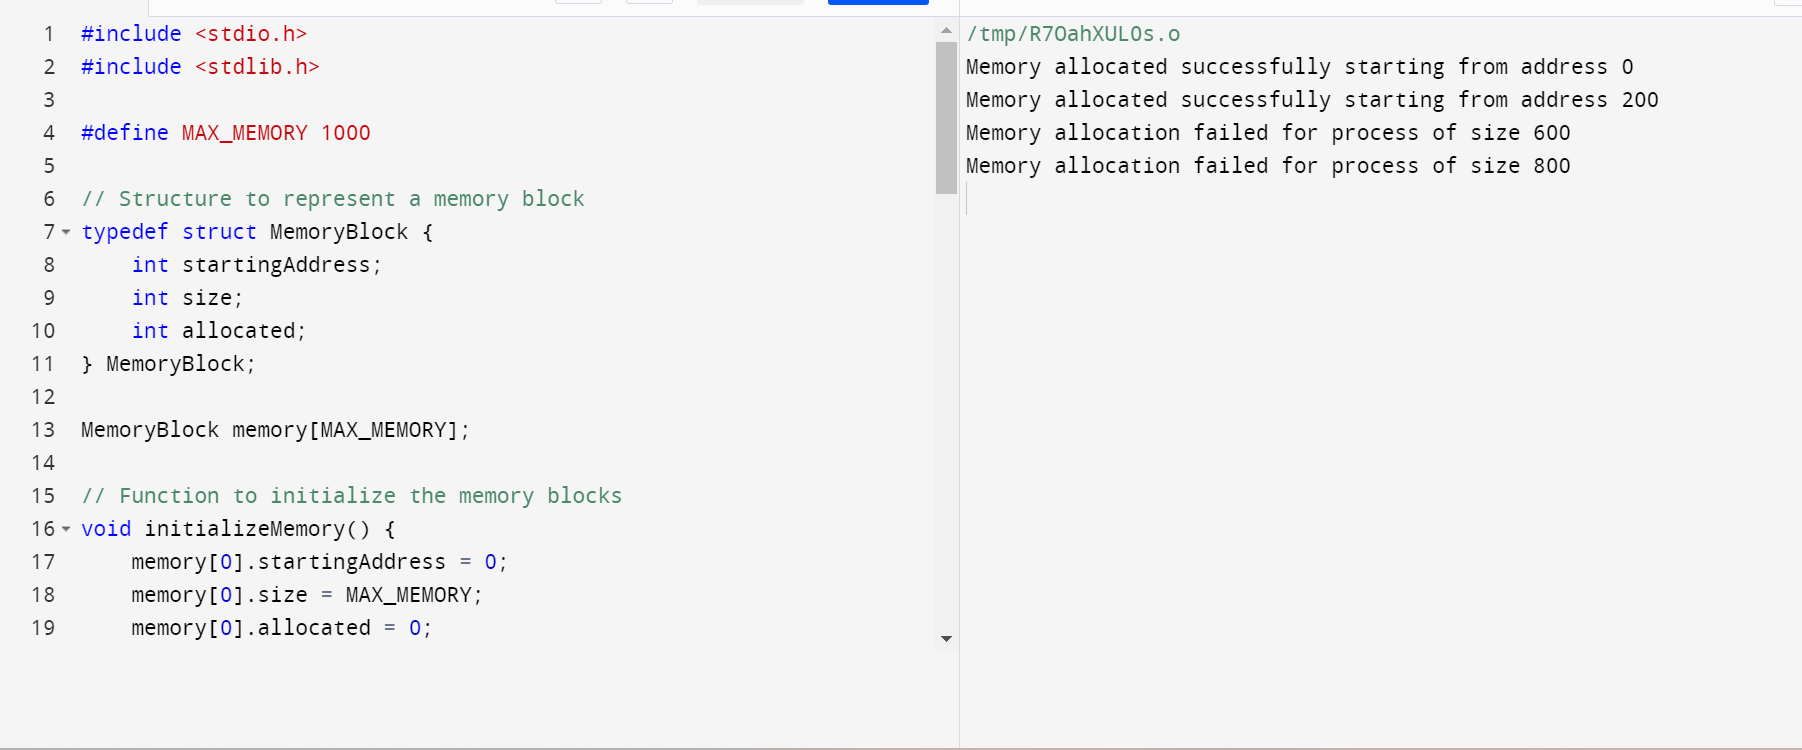 1 #include <stdio.h>
2 #include <stdlib.h>
3
4 #define MAX_MEMORY 1000
5
6 // Structure to represent a memory block
7 typedef struct MemoryBlock {
8     int startingAddress;
9     int size;
10     int allocated;
11 } MemoryBlock;
12
13 MemoryBlock memory[MAX_MEMORY];
14
15 // Function to initialize the memory blocks
16 void initializeMemory() {
17     memory[0].startingAddress = 0;
18     memory[0].size = MAX_MEMORY;
19     memory[0].allocated = 0;
/tmp/R7OahXUL0s.o
Memory allocated successfully starting from address 0
Memory allocated successfully starting from address 200
Memory allocation failed for process of size 600
Memory allocation failed for process of size 800